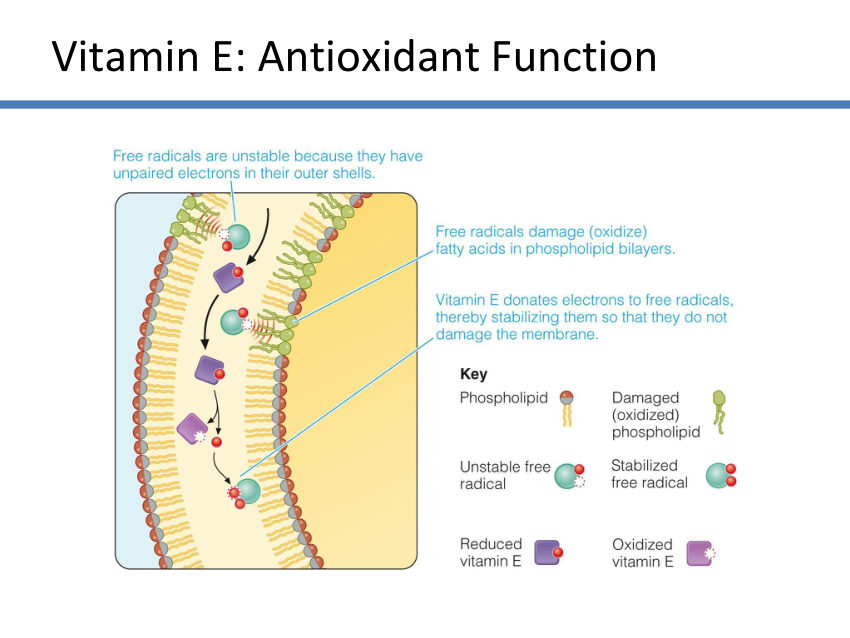 Vitamin E: Antioxidant Function
Free radicals are unstable because they have
unpaired electrons in their outer shells.
Free radicals damage (oxidize)
fatty acids in phospholipid bilayers.
Vitamin E donates electrons to free radicals,
thereby stabilizing them so that they do not
damage the membrane.
Key
Phospholipid
Damaged
(oxidized)
phospholipid
Unstable free
radical
Stabilized
free radical
Reduced
vitamin E
Oxidized
vitamin E